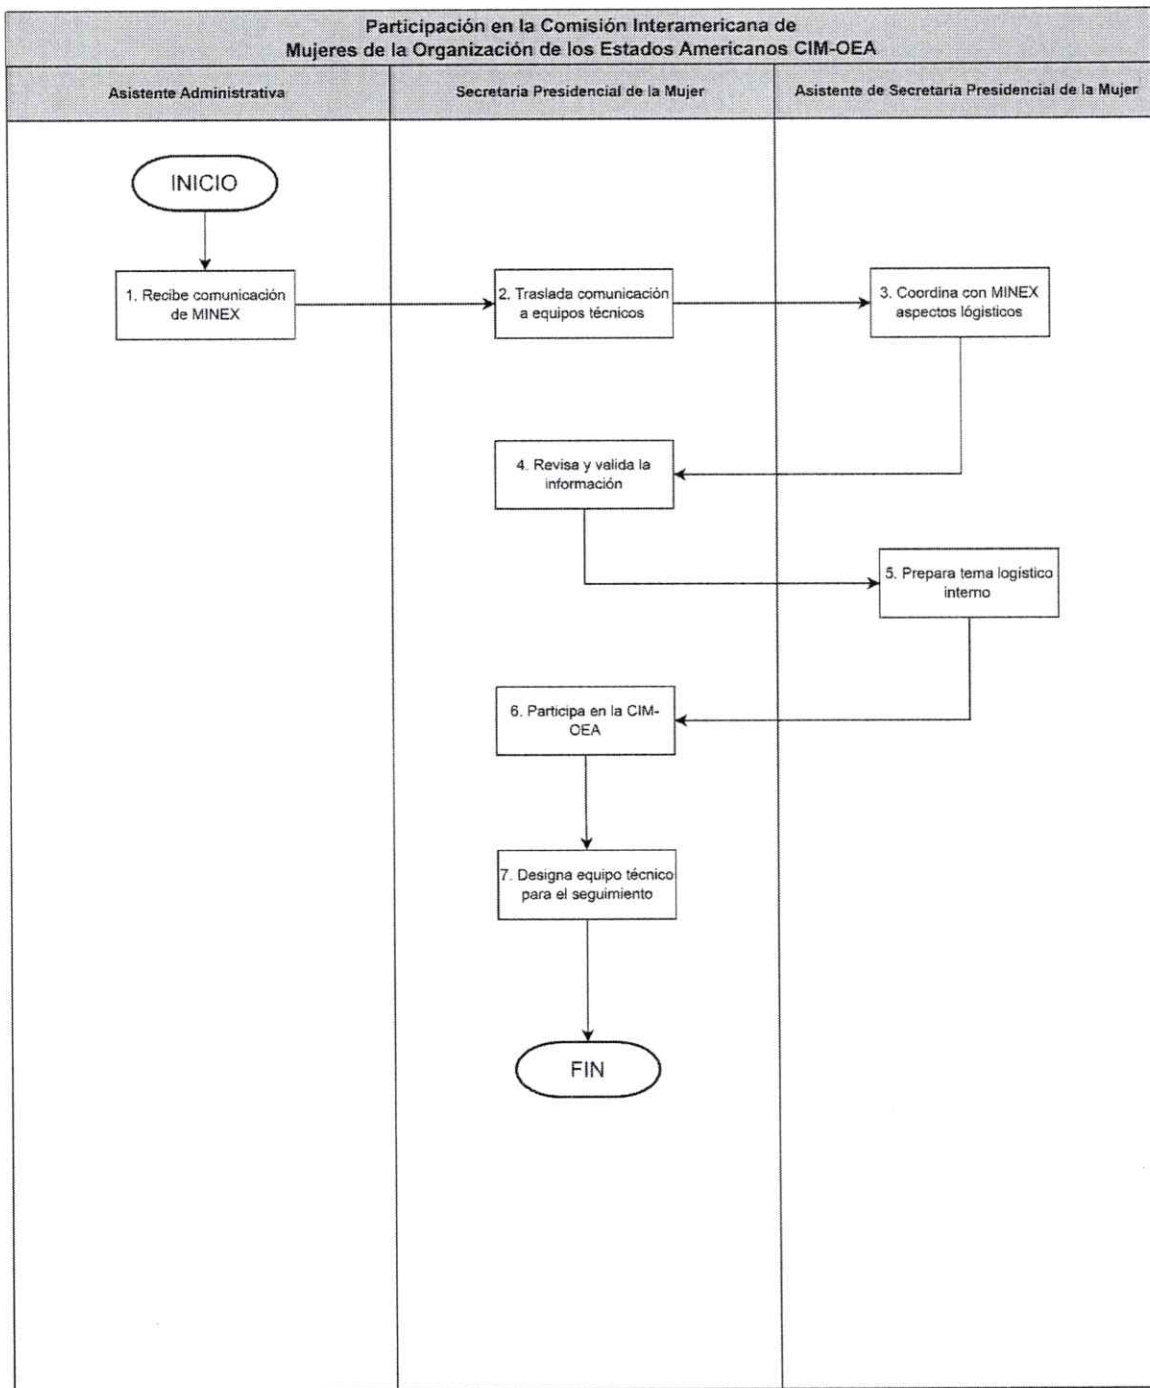 Participación en la Comisión Interamericana de
Mujeres de la Organización de los Estados Americanos CIM-OEA
Asistente Administrativa
Secretaria Presidencial de la Mujer
Asistente de Secretaria Presidencial de la Mujer
INICIO
1. Recibe comunicación
de MINEX
2. Traslada comunicación
a equipos técnicos
3. Coordina con MINEX
aspectos lógisticos
4. Revisa y valida la
información
5. Prepara tema logístico
interno
6. Participa en la CIM-
OEA
7. Designa equipo técnico
para el seguimiento
FIN